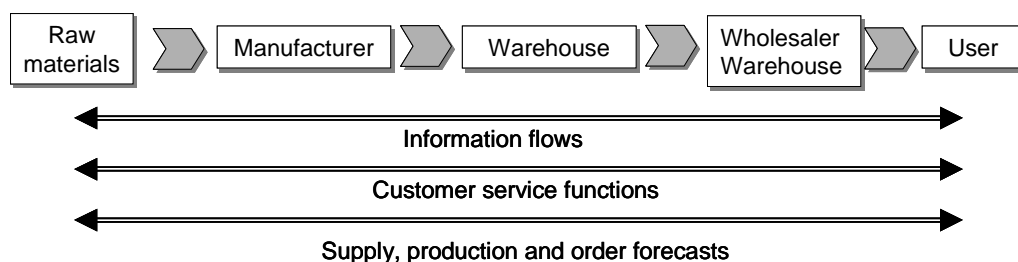 Raw
materials
Manufacturer
Warehouse
Wholesaler
Warehouse
User
Information flows
Customer service functions
Supply, production and order forecasts